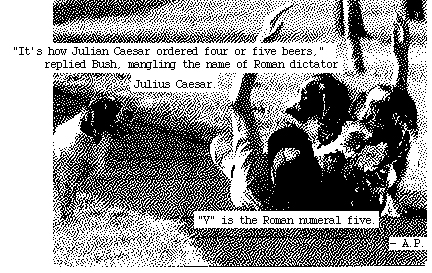 "It's how Julian Caesar ordered four or five beers,"
replied Bush, mangling the name of Roman dictator
Julius Caesar.
"V" is the Roman numeral five.
— A.P.